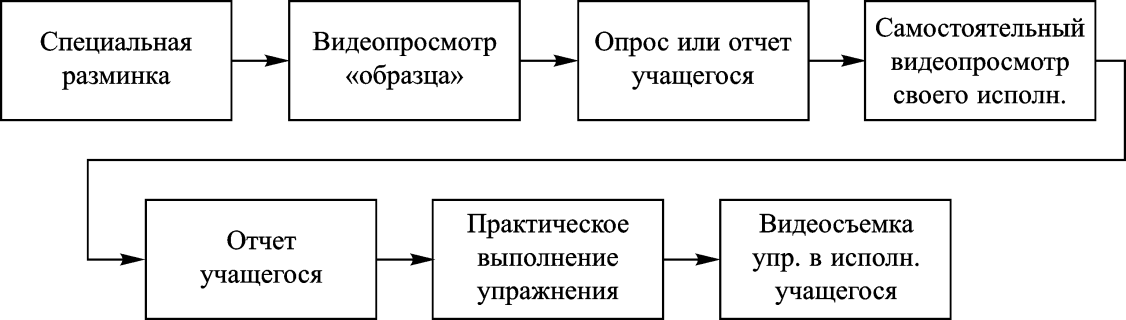 Специальная
разминка
Видеопросмотр
«образца»
Опрос или отчет
учащегося
Самостоятельный
видеопросмотр
своего исполн.
Отчет
учащегося
Практическое
выполнение
упражнения
Видеосъемка
упр. в исполн.
учащегося